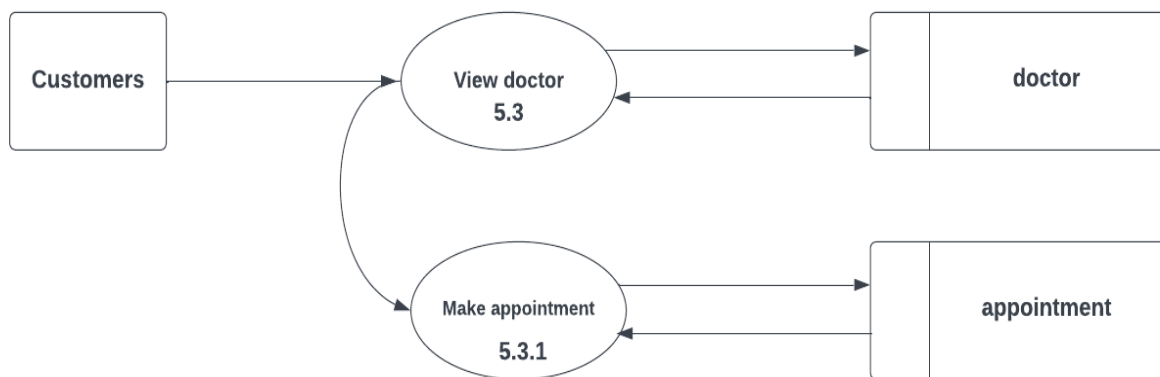 Customers
View doctor
5.3
doctor
Make appointment
5.3.1
appointment